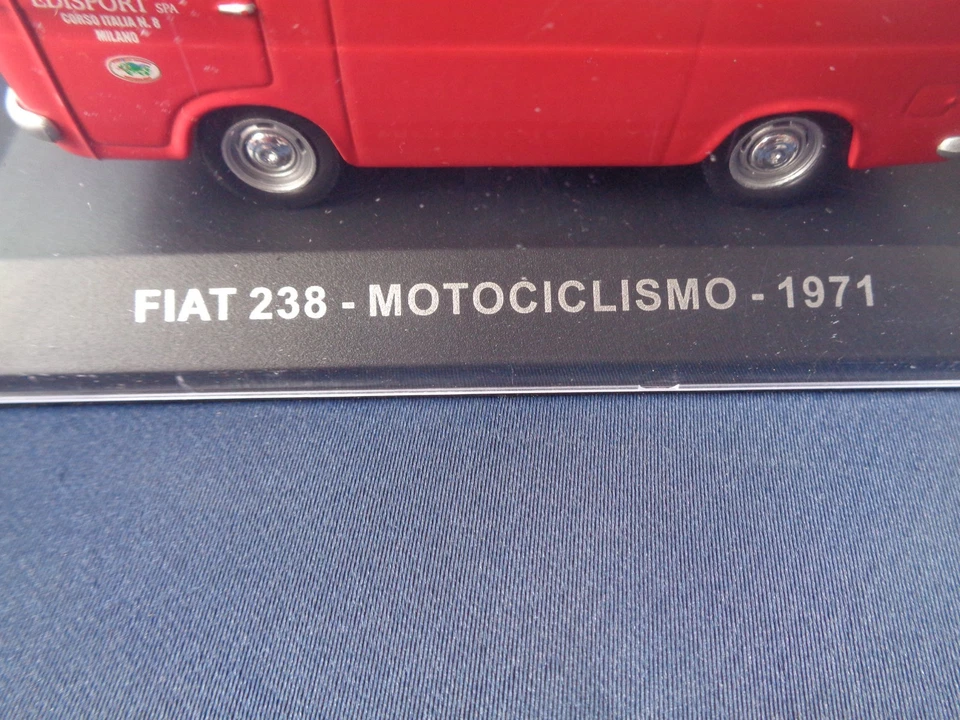 EDISPORT SPA
CORSO ITALIA N. 8
MILANO
FIAT 238 - MOTOCICLISMO - 1971